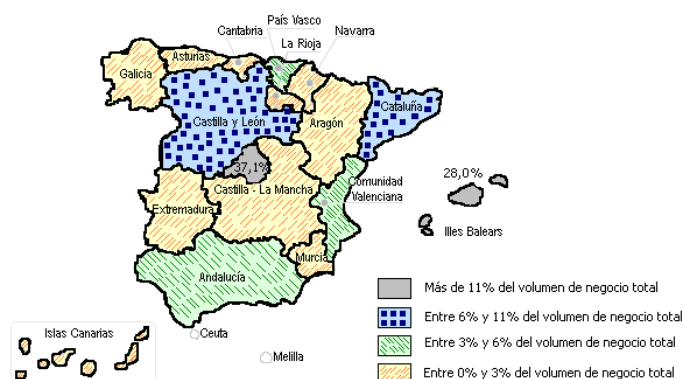 País Vasco
Cantabria
Navarra
La Rioja
Asturias
Galicia
Cataluña
Castilla y León
Aragón
37,1%
28,0%
Comunidad
Valenciana
Castilla - La Mancha
Extremadura
Illes Balears
Murcia
Andalucía
Más de 11% del volumen de negocio total
Entre 6% y 11% del volumen de negocio total
Islas Canarias
Ceuta
Entre 3% y 6% del volumen de negocio total
Melilla
Entre 0% y 3% del volumen de negocio total